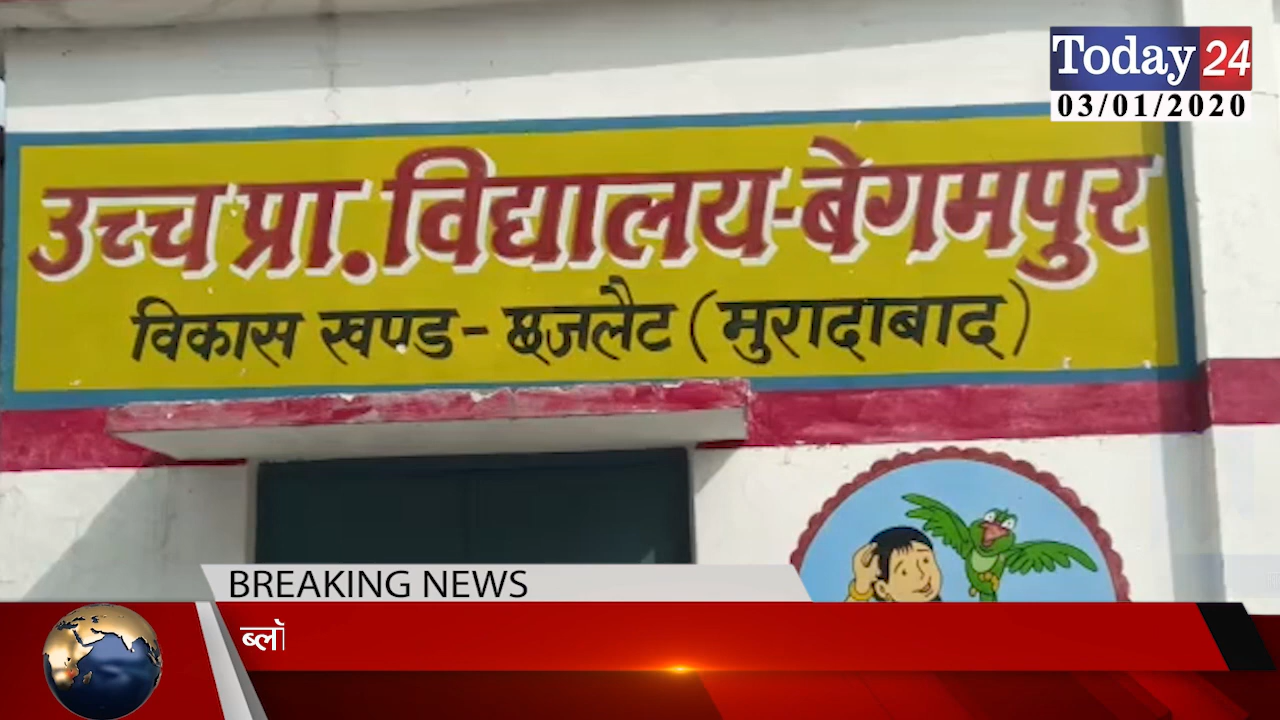 Today 24
03/01/2020
उच्च प्रा. विद्यालय-बेगमपुर
विकास खण्ड-छजलैट (मुरादाबाद)
BREAKING NEWS
ब्लॉ